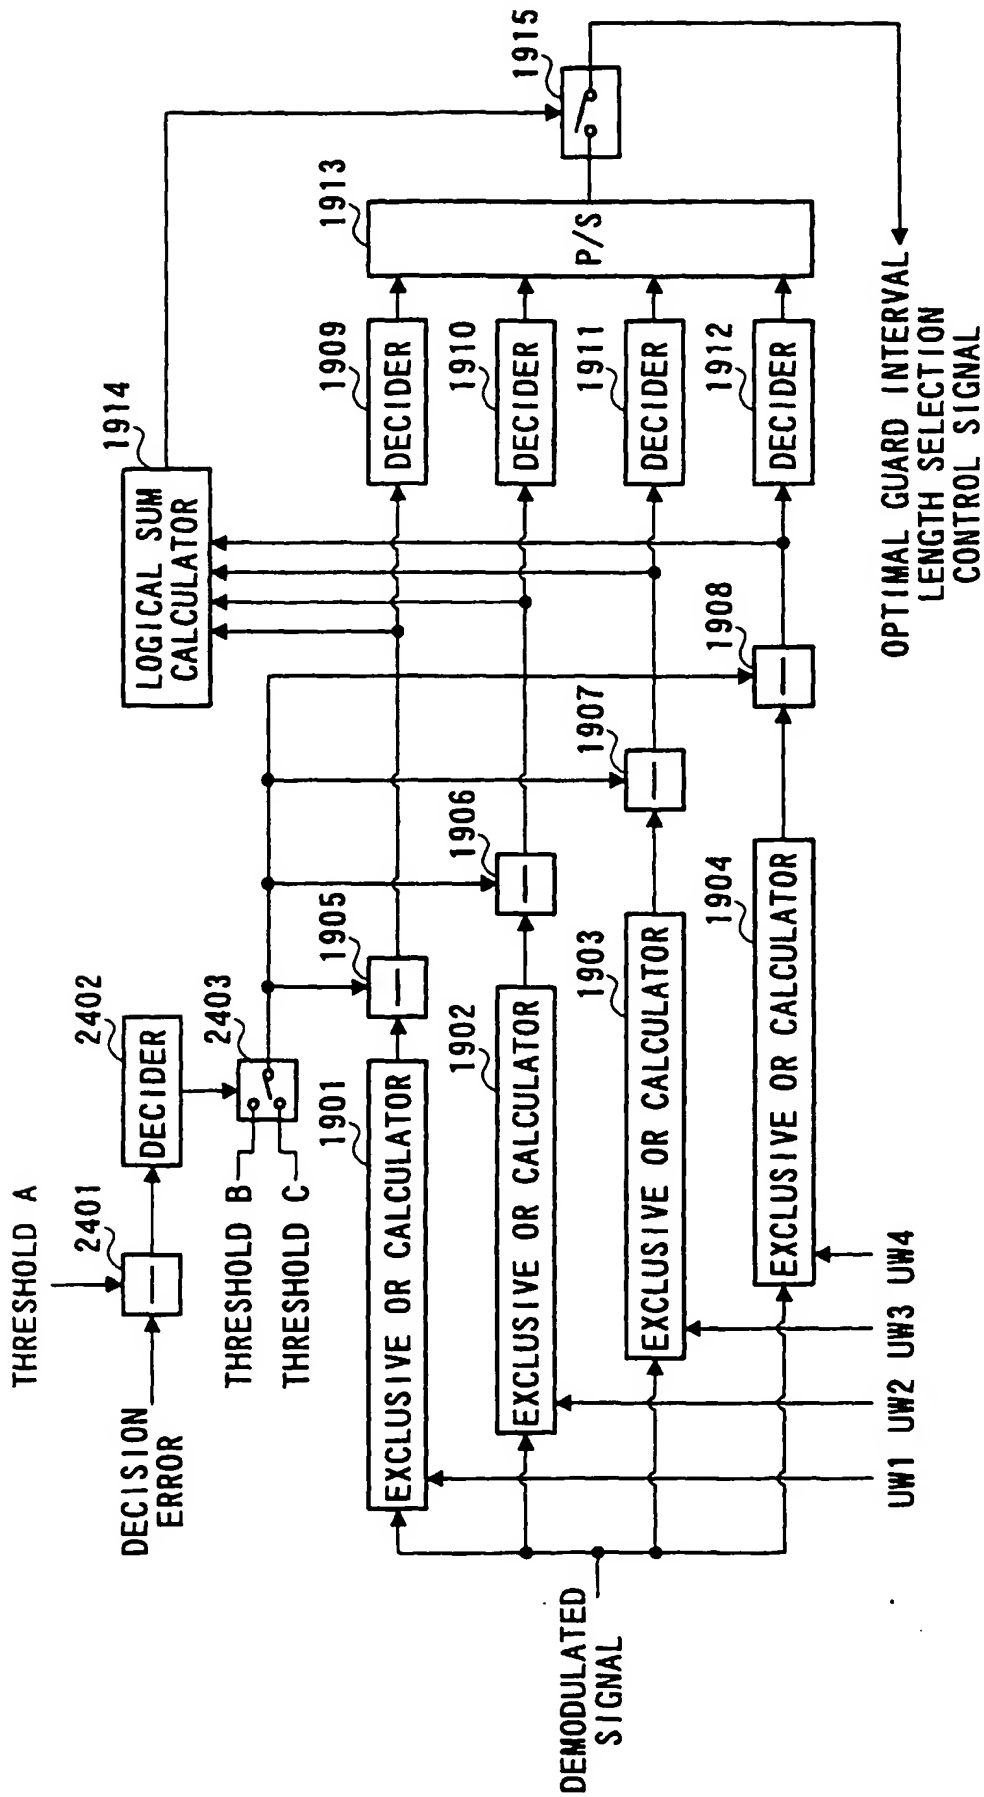 THRESHOLD A
2401
2402
DECIDER
DECISION
ERROR
2403
THRESHOLD B
THRESHOLD C
1914
LOGICAL SUM
CALCULATOR
1915
1901
EXCLUSIVE OR CALCULATOR
1905
1909
DECIDER
1913
P/S
1902
EXCLUSIVE OR CALCULATOR
1906
1910
DECIDER
DEMODULATED
SIGNAL
1903
EXCLUSIVE OR CALCULATOR
1907
1911
DECIDER
1904
EXCLUSIVE OR CALCULATOR
1908
1912
DECIDER
UW1
UW2
UW3
UW4
OPTIMAL GUARD INTERVAL
LENGTH SELECTION
CONTROL SIGNAL